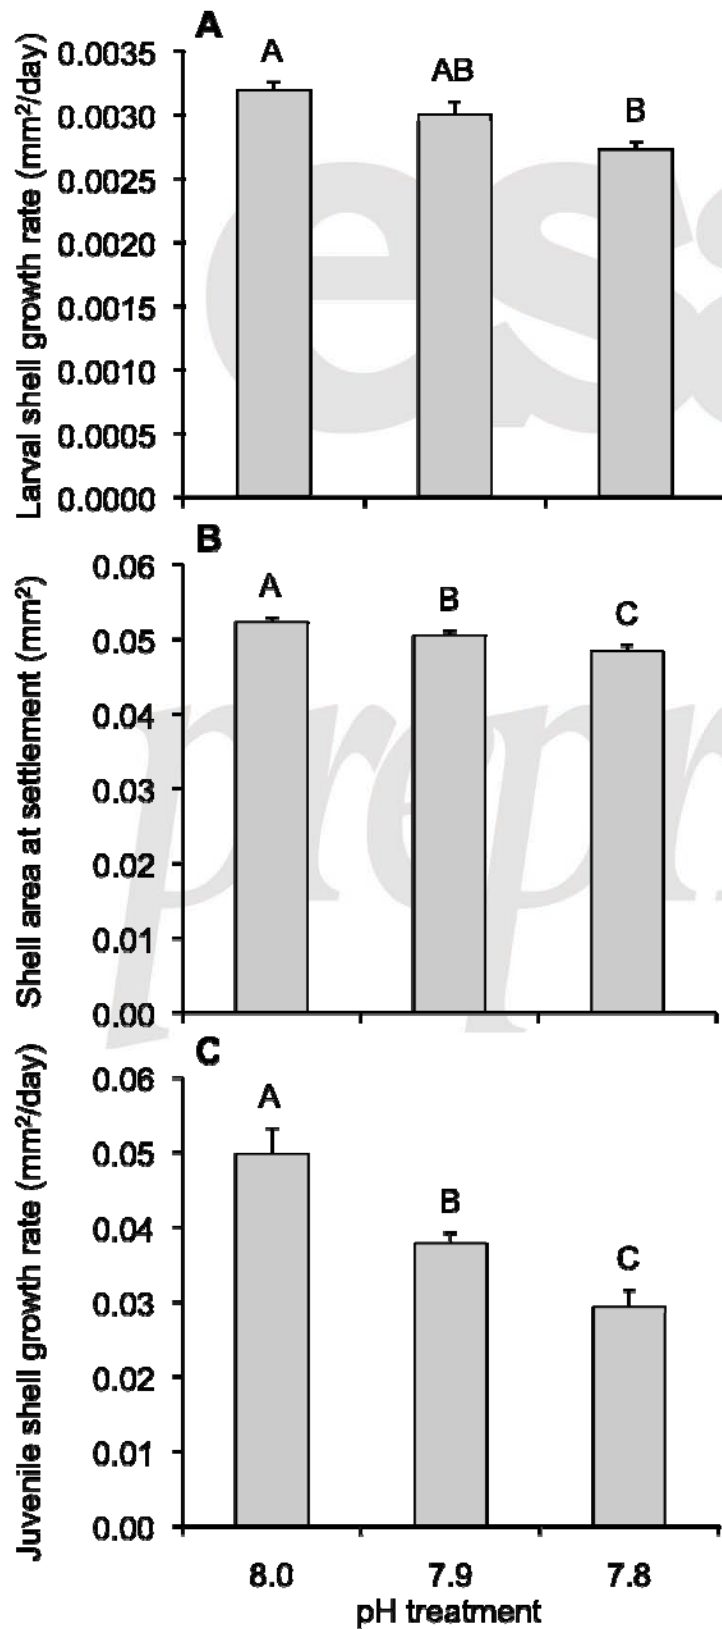 A
Larval shell growth rate (mm²/day)
0.0035
0.0030
0.0025
0.0020
0.0015
0.0010
0.0005
0.0000
A
AB
B
B
Shell area at settlement (mm²)
0.06
0.05
0.04
0.03
0.02
0.01
0.00
A
B
C
C
Juvenile shell growth rate (mm²/day)
0.06
0.05
0.04
0.03
0.02
0.01
0.00
A
B
C
8.0 7.9 7.8
pH treatment